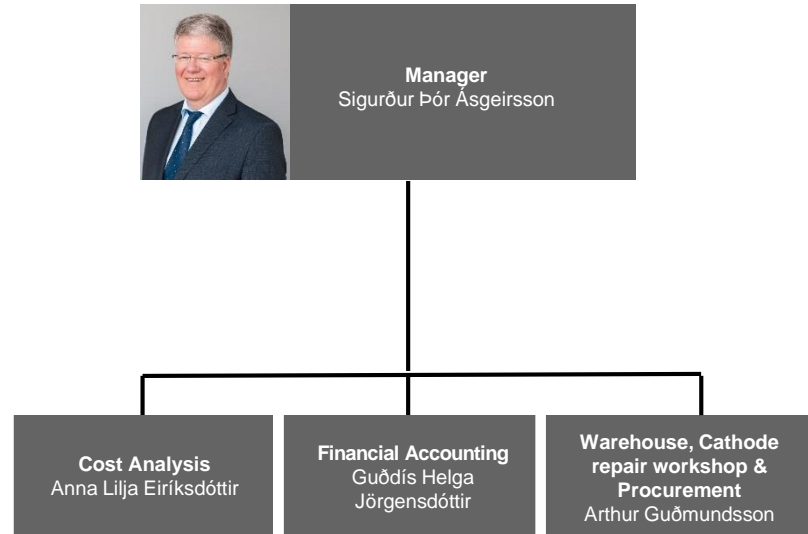 Manager
Sigurður Þór Ásgeirsson
Cost Analysis
Anna Lilja Eiríksdóttir
Financial Accounting
Guðdís Helga
Jörgensdóttir
Warehouse, Cathode
repair workshop &
Procurement
Arthur Guðmundsson